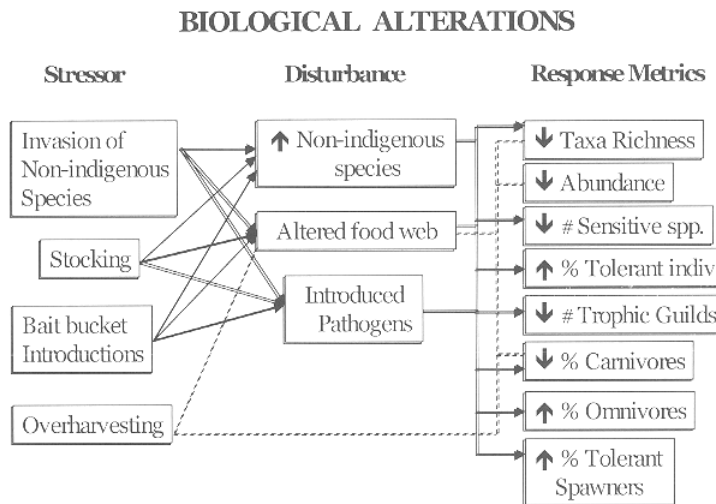 BIOLOGICAL ALTERATIONS
Stressor
Disturbance
Response Metrics
Invasion of
Non-indigenous
Species
Stocking
Bait bucket
Introductions
Overharvesting
↑ Non-indigenous
species
Altered food web
Introduced
Pathogens
↓ Taxa Richness
↓ Abundance
↓ # Sensitive spp.
↑ % Tolerant indiv
↓ # Trophic Guilds
↓ % Carnivores
↑ % Omnivores
↑ % Tolerant
Spawners